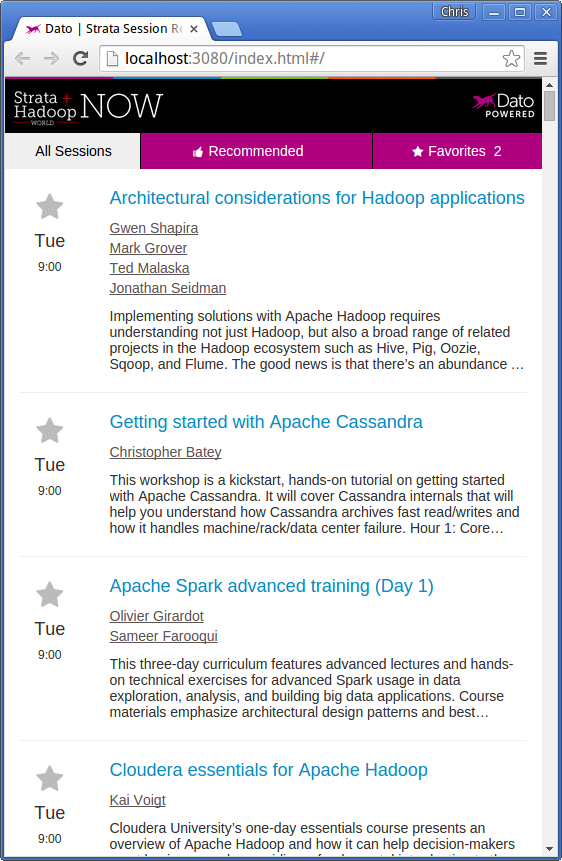 Chris
Dato | Strata Session Re
localhost:3080/index.html#/
Strata +
Hadoop
WORLD
NOW
Dato
POWERED
All Sessions
Recommended
Favorites 2
Architectural considerations for Hadoop applications
Gwen Shapira
Mark Grover
Tue
Ted Malaska
9:00
Jonathan Seidman
Implementing solutions with Apache Hadoop requires
understanding not just Hadoop, but also a broad range of related
projects in the Hadoop ecosystem such as Hive, Pig, Oozie,
Sqoop, and Flume. The good news is that there's an abundance ...
Getting started with Apache Cassandra
Christopher Batey
Tue
9:00
This workshop is a kickstart, hands-on tutorial on getting started
with Apache Cassandra. It will cover Cassandra internals that will
help you understand how Cassandra archives fast read/writes and
how it handles machine/rack/data center failure. Hour 1: Core...
Apache Spark advanced training (Day 1)
Olivier Girardot
Sameer Farooqui
Tue
9:00
This three-day curriculum features advanced lectures and hands-
on technical exercises for advanced Spark usage in data
exploration, analysis, and building big data applications. Course
materials emphasize architectural design patterns and best...
Cloudera essentials for Apache Hadoop
Kai Voigt
Tue
9:00
Cloudera University's one-day essentials course presents an
overview of Apache Hadoop and how it can help decision-makers